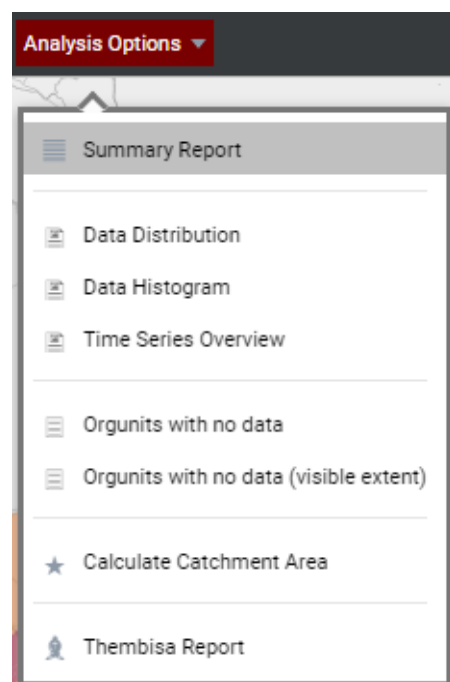 Analysis Options
Summary Report
Data Distribution
Data Histogram
Time Series Overview
Orgunits with no data
Orgunits with no data (visible extent)
Calculate Catchment Area
Thembisa Report